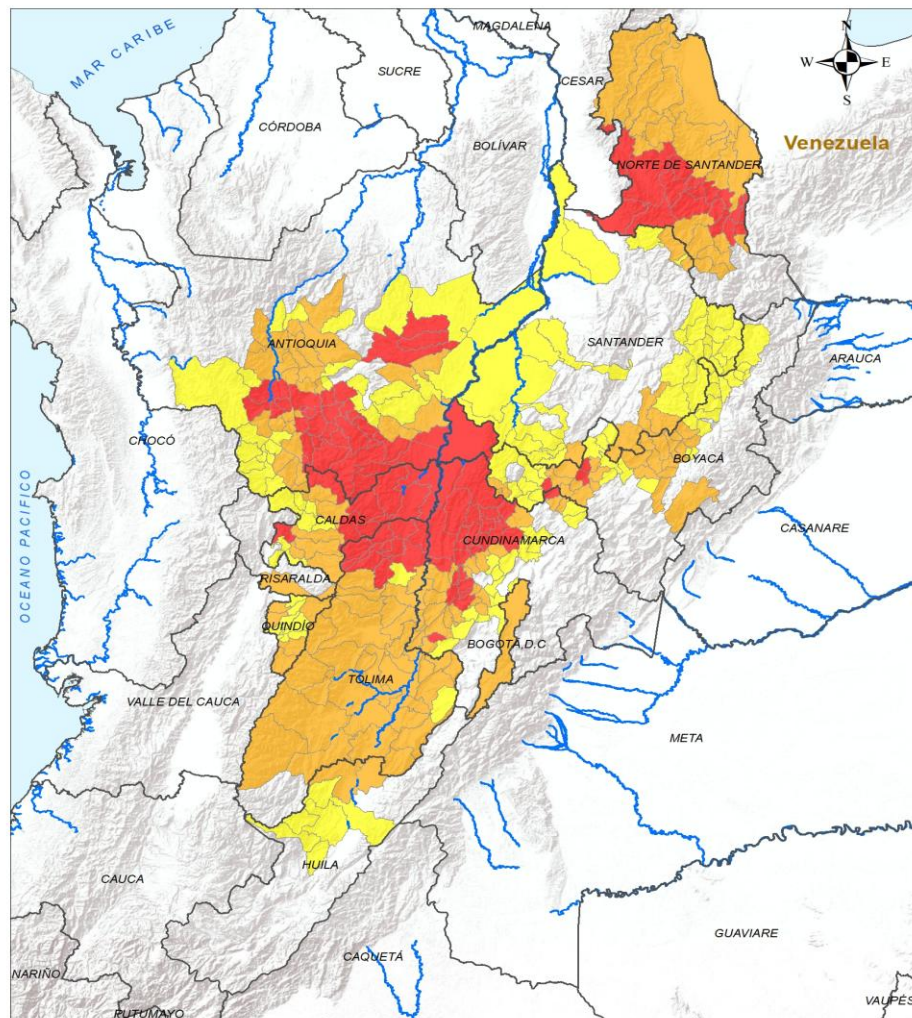 MAGDALENA
MAR CARIBE
N
W E
S
SUCRE
CESAR
CÓRDOBA
BOLÍVAR
Venezuela
NORTE DE SANTANDER
ANTIOQUIA
SANTANDER
ARAUCA
CHOCÓ
BOYACÁ
OCEANO PACIFICO
CALDAS
CUNDINAMARCA
CASANARE
RISARALDA
QUINDÍO
BOGOTÁ,D.C
TOLIMA
VALLE DEL CAUCA
META
HUILA
CAUCA
GUAVIARE
CAQUETÁ
NARIÑO
PUTUMAYO
VAUPÉS